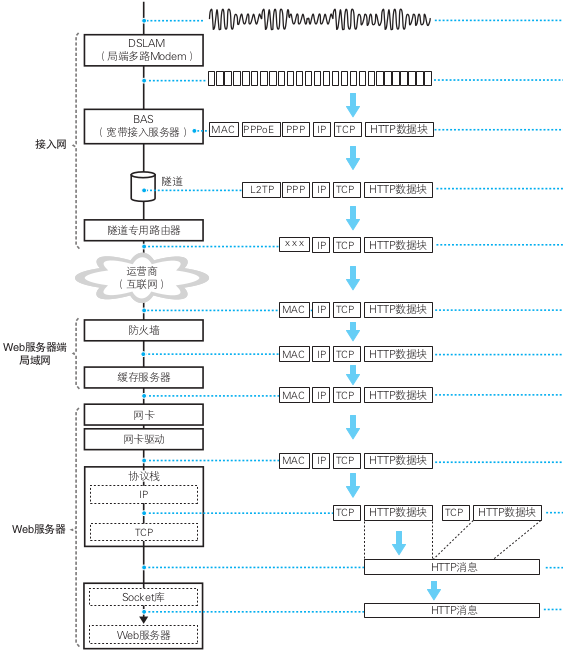 DSLAM
（局端多路Modem）
BAS
（宽带接入服务器）
MAC PPPoE PPP IP TCP HTTP数据块
接入网
隧道
L2TP PPP IP TCP HTTP数据块
隧道专用路由器
xxx IP TCP HTTP数据块
运营商
（互联网）
MAC IP TCP HTTP数据块
防火墙
Web服务器端
局域网
MAC IP TCP HTTP数据块
缓存服务器
MAC IP TCP HTTP数据块
网卡
网卡驱动
MAC IP TCP HTTP数据块
协议栈
IP
TCP HTTP数据块 TCP HTTP数据块
Web服务器
TCP
HTTP消息
Socket库
HTTP消息
Web服务器